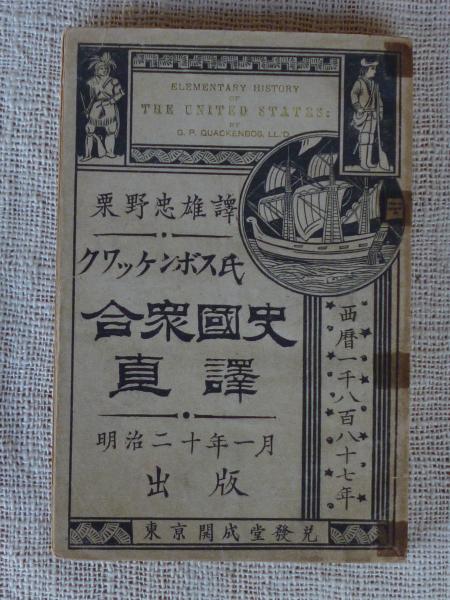 ELEMENTARY HISTORY
OF
THE UNITED STATES:
BY
G. P. QUACKENBOS, LL.D.
栗野忠雄譯
クワッケンボス氏
合衆國史
直譯
明治二十年一月
出版
西曆一千八百八十七年
東京開成堂發兌